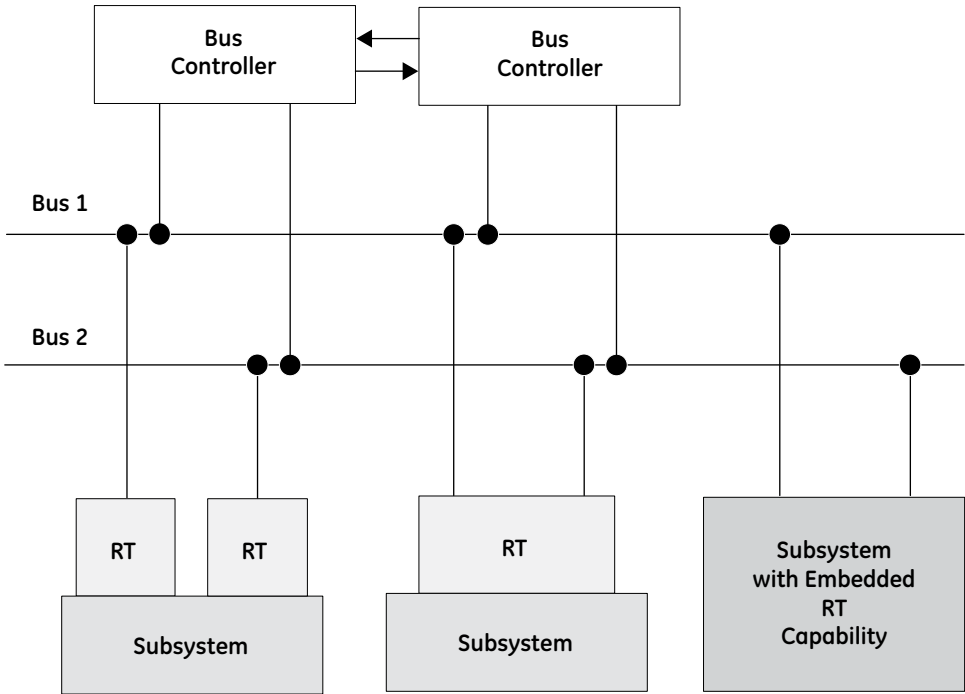 Bus
Controller
Bus
Controller
Bus 1
Bus 2
RT
RT
Subsystem
RT
Subsystem
Subsystem
with Embedded
RT
Capability